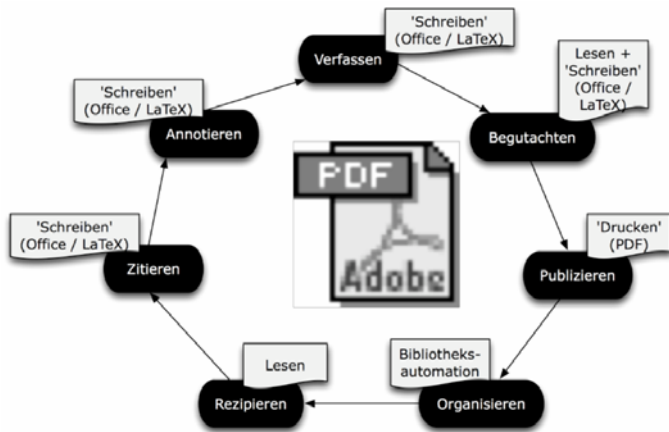 'Schreiben'
(Office / LaTeX)
Verfassen
Lesen +
'Schreiben'
(Office /
LaTeX)
Begutachten
'Drucken'
(PDF)
Publizieren
Bibliotheks-
automation
Organisieren
Lesen
Rezipieren
'Schreiben'
(Office / LaTeX)
Zitieren
'Schreiben'
(Office / LaTeX)
Annotieren
PDF
Adobe